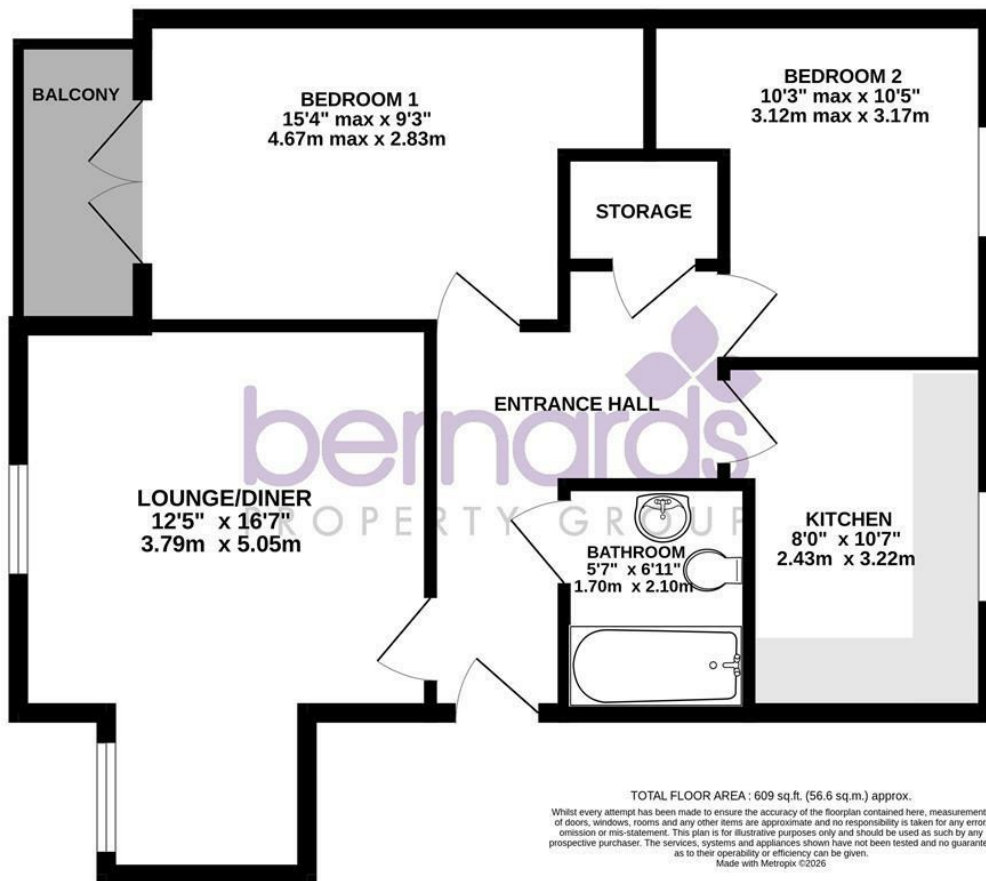 BALCONY
BEDROOM 1
15'4" max x 9'3"
4.67m max x 2.83m
BEDROOM 2
10'3" max x 10'5"
3.12m max x 3.17m
STORAGE
ENTRANCE HALL
bernards
PROPERTY GROUP
LOUNGE/DINER
12'5" x 16'7"
3.79m x 5.05m
BATHROOM
5'7" x 6'11"
1.70m x 2.10m
KITCHEN
8'0" x 10'7"
2.43m x 3.22m
TOTAL FLOOR AREA : 609 sq.ft. (56.6 sq.m.) approx.
Whilst every attempt has been made to ensure the accuracy of the floorplan contained here, measurement
of doors, windows, rooms and any other items are approximate and no responsibility is taken for any error
omission or mis-statement. This plan is for illustrative purposes only and should be used as such by any
prospective purchaser. The services, systems and appliances shown have not been tested and no guarante
as to their operability or efficiency can be given.
Made with Metropix ©2026